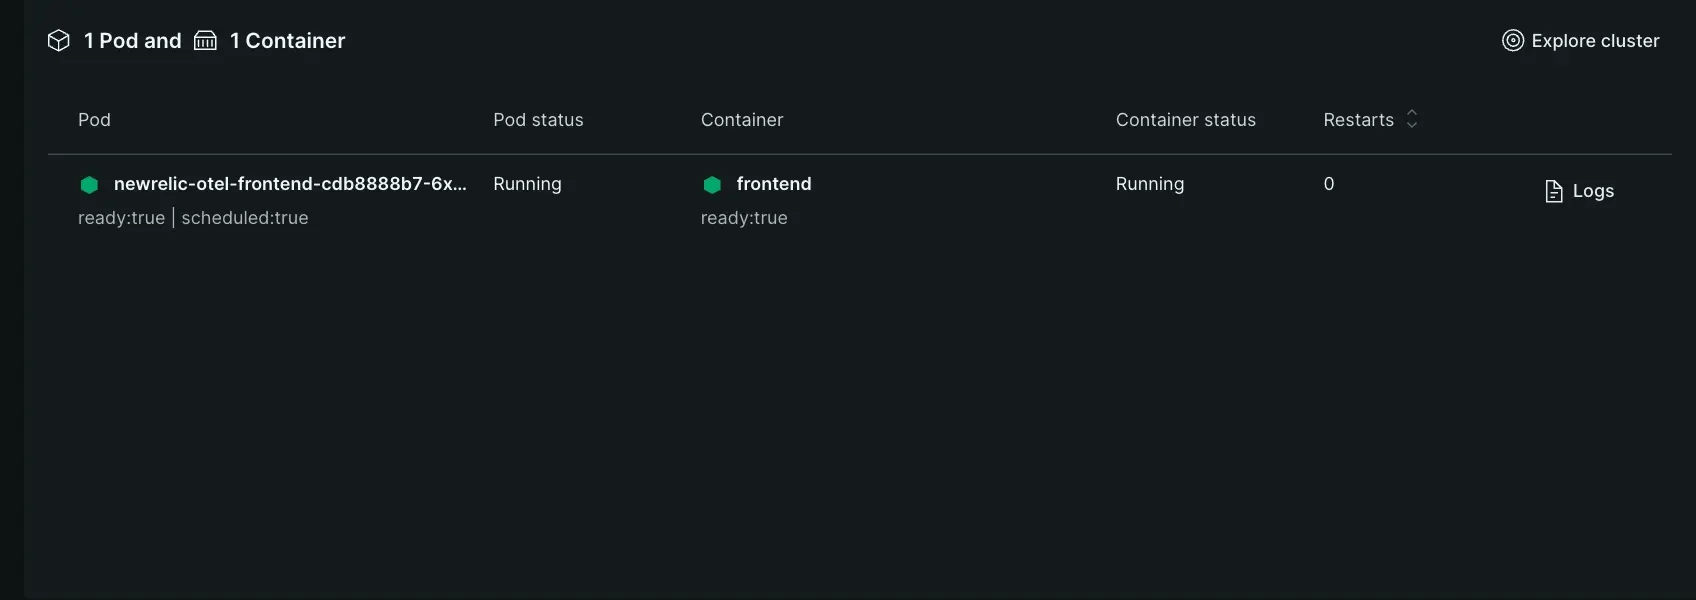 1 Pod and 1 Container
Explore cluster
Pod Pod status Container Container status Restarts
newrelic-otel-frontend-cdb8888b7-6x... Running frontend Running 0 Logs
ready:true | scheduled:true ready:true